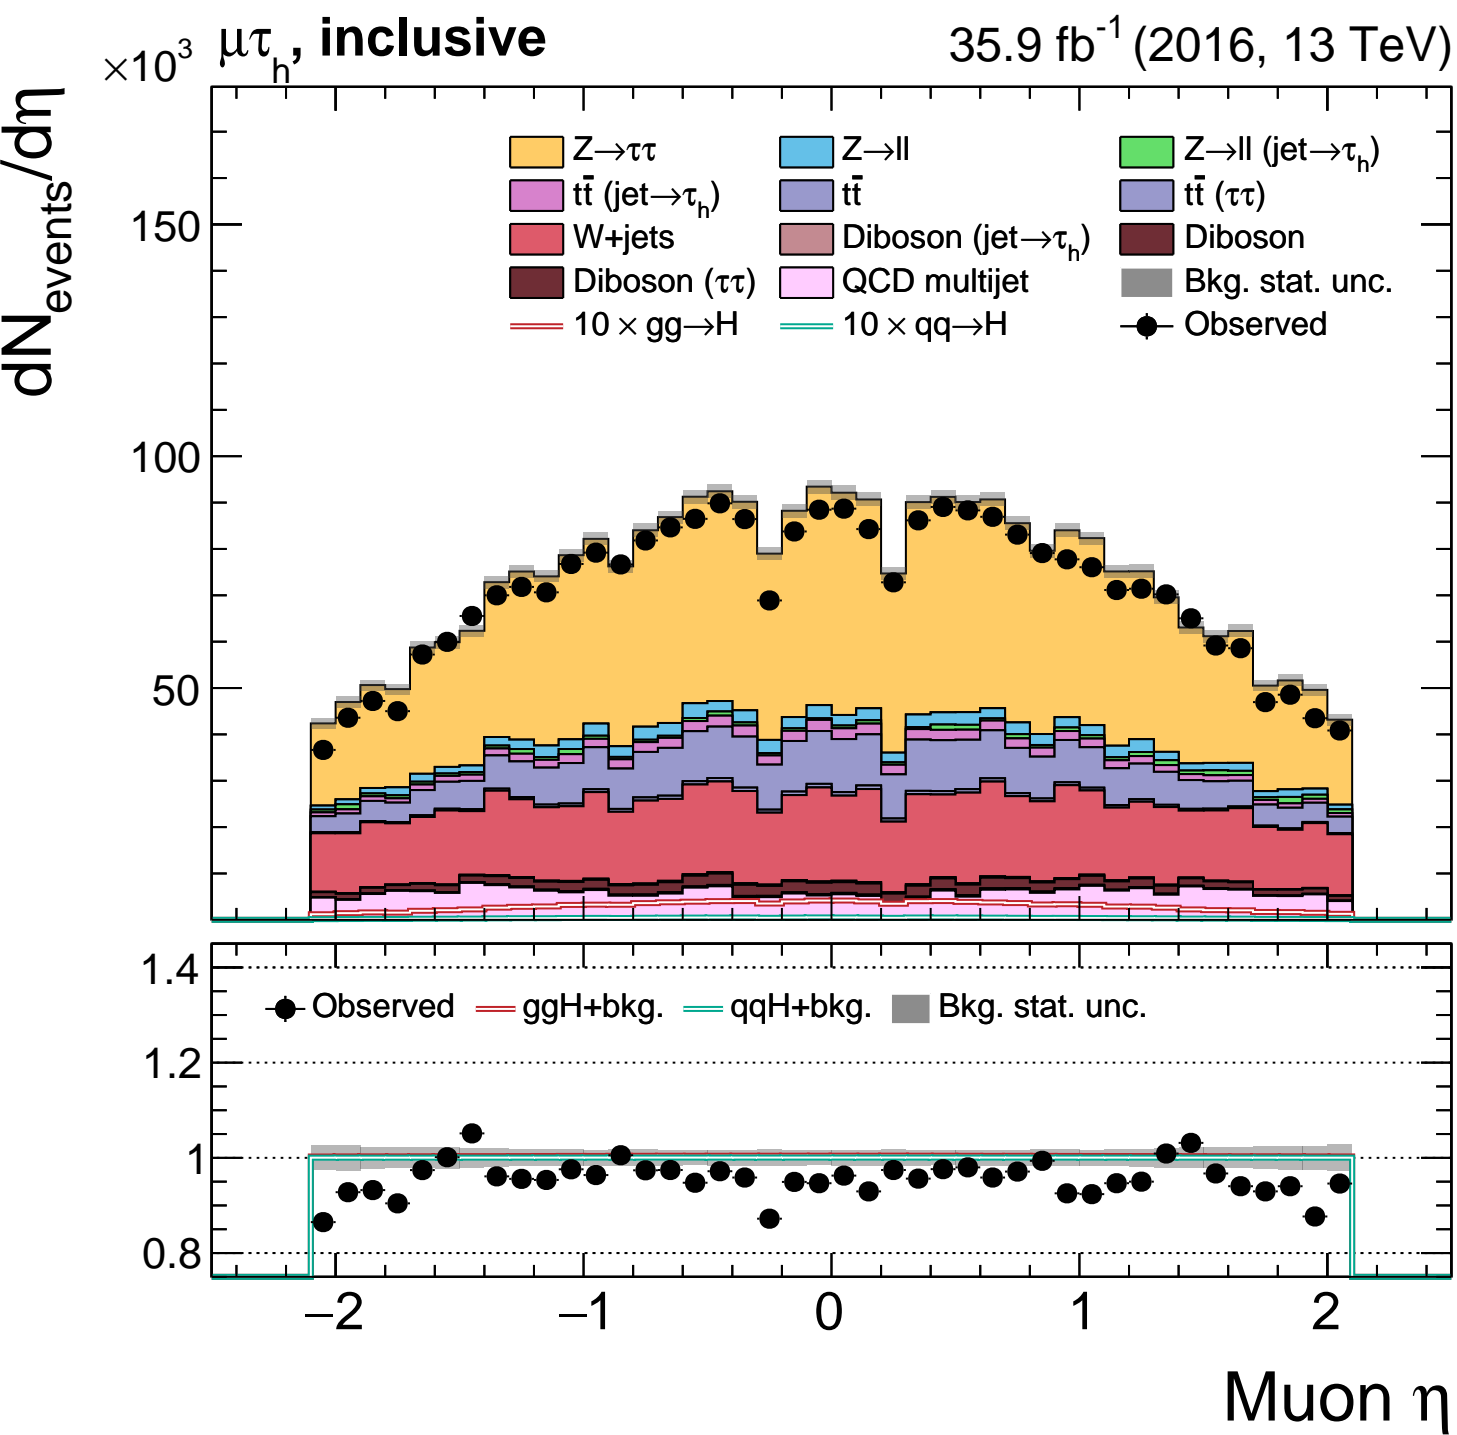 ×10³ μτₕ, inclusive 35.9 fb⁻¹ (2016, 13 TeV)
dN_events/dη
Z→ττ Z→ll Z→ll (jet→τₕ)
tt̄ (jet→τₕ) tt̄ tt̄ (ττ)
W+jets Diboson (jet→τₕ) Diboson
Diboson (ττ) QCD multijet Bkg. stat. unc.
10 × gg→H 10 × qq→H Observed
150
100
50
1.4
Observed ggH+bkg. qqH+bkg. Bkg. stat. unc.
1.2
1
0.8
−2 −1 0 1 2
Muon η